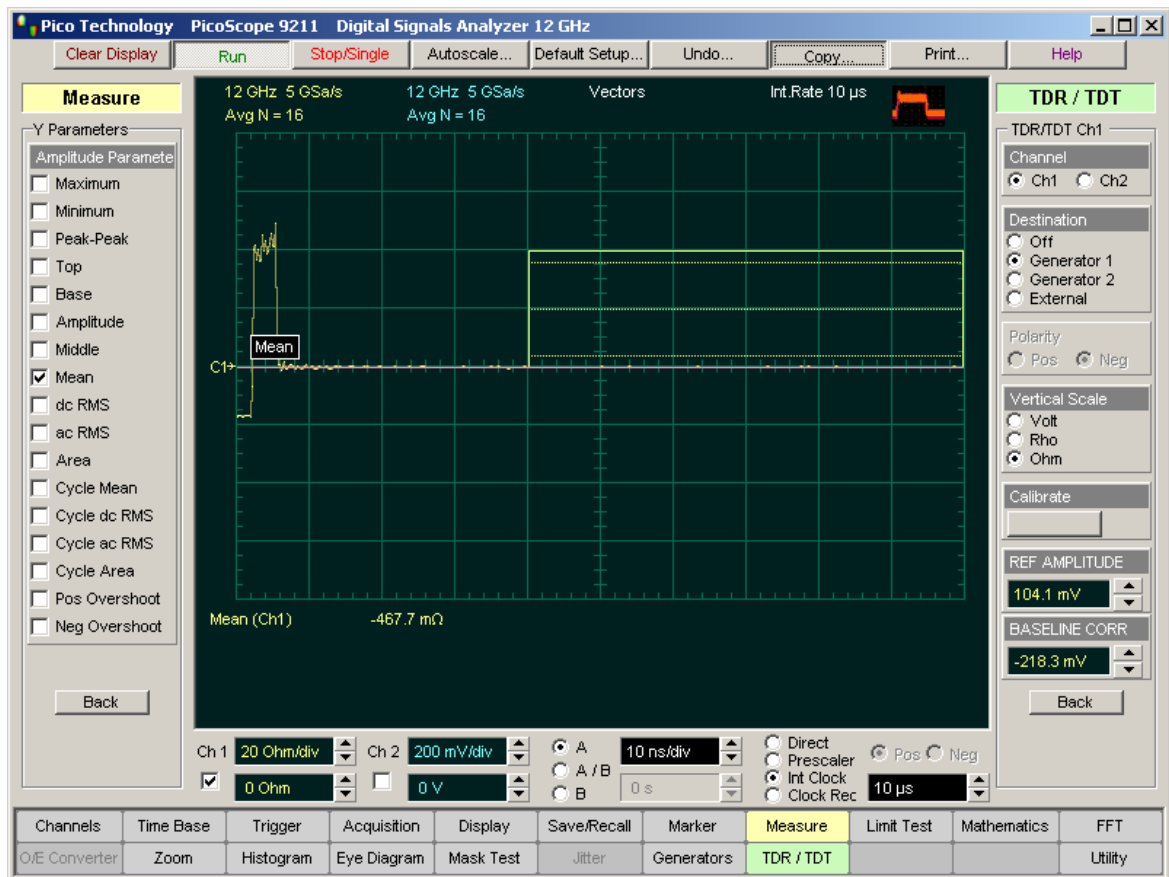 Pico Technology PicoScope 9211 Digital Signals Analyzer 12 GHz
Clear Display Run Stop/Single Autoscale... Default Setup... Undo... Copy... Print... Help
Measure
Y Parameters
Amplitude Paramete
Maximum
Minimum
Peak-Peak
Top
Base
Amplitude
Middle
Mean
dc RMS
ac RMS
Area
Cycle Mean
Cycle dc RMS
Cycle ac RMS
Cycle Area
Pos Overshoot
Neg Overshoot
Back
12 GHz 5 GSa/s 12 GHz 5 GSa/s Vectors Int.Rate 10 µs
Avg N = 16 Avg N = 16
Mean
C1
Mean (Ch1) -467.7 mΩ
TDR / TDT
TDR/TDT Ch1
Channel
Ch1 Ch2
Destination
Off
Generator 1
Generator 2
External
Polarity
Pos Neg
Vertical Scale
Volt
Rho
Ohm
Calibrate
REF AMPLITUDE
104.1 mV
BASELINE CORR
-218.3 mV
Back
Ch 1 20 Ohm/div Ch 2 200 mV/div A 10 ns/div Direct
A / B Prescaler Pos Neg
0 Ohm 0 V B 0 s Int Clock
Clock Rec 10 µs
Channels Time Base Trigger Acquisition Display Save/Recall Marker Measure Limit Test Mathematics FFT
O/E Converter Zoom Histogram Eye Diagram Mask Test Jitter Generators TDR / TDT Utility